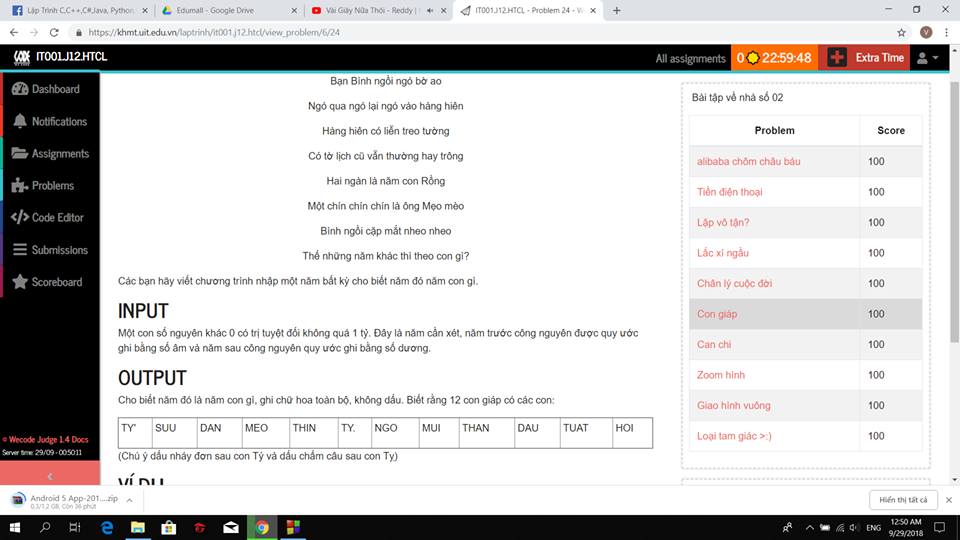 Lập Trình C,C++,C#,Java, Python,
Edumall - Google Drive
Vài Giây Nữa Thôi - Reddy |
IT001.J12.HTCL - Problem 24 - W
https://khmt.uit.edu.vn/laptrinh/it001.j12.htcl/view_problem/6/24
IT001.J12.HTCL
All assignments
0
22:59:48
Extra Time
Dashboard
Notifications
Assignments
Problems
Code Editor
Submissions
Scoreboard
© Wecode Judge 1.4 Docs
Server time: 29/09 - 00:50:11
Bạn Bình ngồi ngó bờ ao
Ngó qua ngó lại ngó vào hàng hiên
Hàng hiên có liễn treo tường
Có tờ lịch cũ vẫn thường hay trông
Hai ngàn là năm con Rồng
Một chín chín chín là ông Mẹo mèo
Bình ngồi cặp mắt nheo nheo
Thế những năm khác thì theo con gì?
Các bạn hãy viết chương trình nhập một năm bất kỳ cho biết năm đó năm con gì.
INPUT
Một con số nguyên khác 0 có trị tuyệt đối không quá 1 tỷ. Đây là năm cần xét, năm trước công nguyên được quy ước
ghi bằng số âm và năm sau công nguyên quy ước ghi bằng số dương.
OUTPUT
Cho biết năm đó là năm con gì, ghi chữ hoa toàn bộ, không dấu. Biết rằng 12 con giáp có các con:
TY' SUU DAN MEO THIN TY. NGO MUI THAN DAU TUAT HOI
(Chú ý dấu nháy đơn sau con Tý và dấu chấm câu sau con Tỵ)
VÍ DỤ
Bài tập về nhà số 02
Problem Score
alibaba chôm châu báu 100
Tiền điện thoại 100
Lặp vô tận? 100
Lắc xí ngầu 100
Chân lý cuộc đời 100
Con giáp 100
Can chi 100
Zoom hình 100
Giao hình vuông 100
Loại tam giác >:) 100
Android 5 App-201....zip
0,3/1,2 GB, Còn 36 phút
Hiển thị tất cả
ENG
12:50 AM
9/29/2018